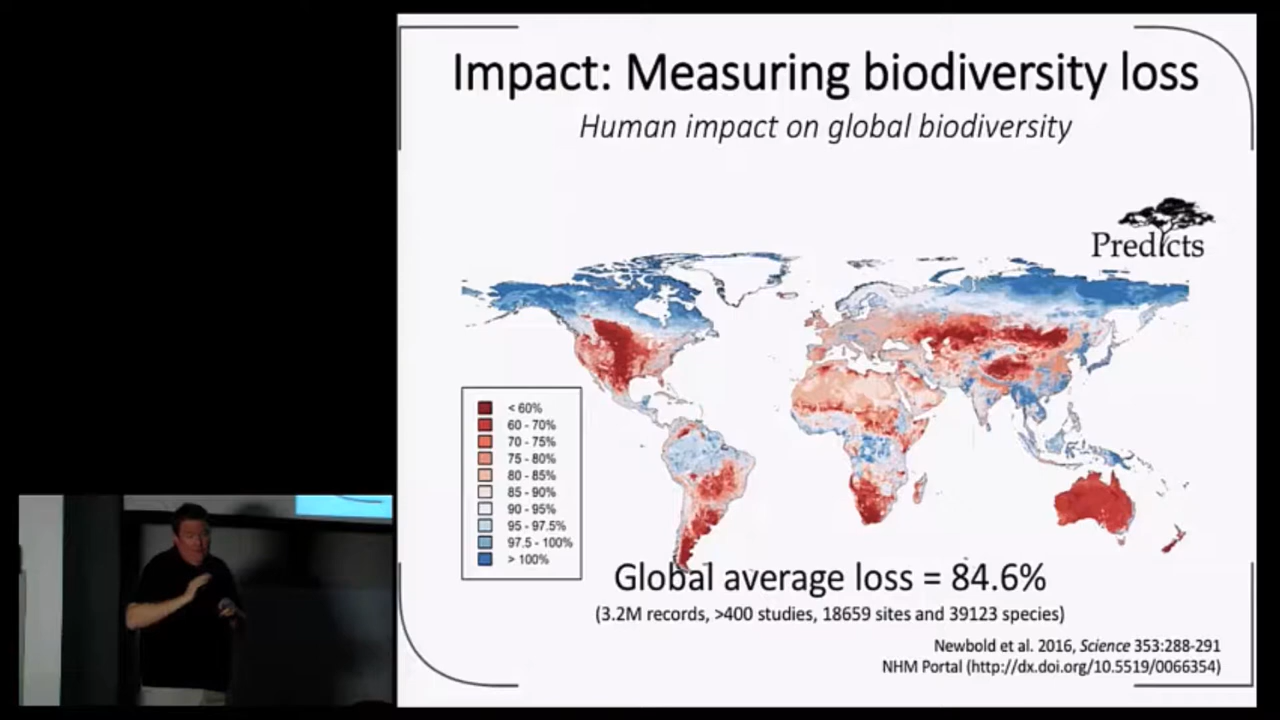 Impact: Measuring biodiversity loss
Human impact on global biodiversity
Predicts
< 60%
60 - 70%
70 - 75%
75 - 80%
80 - 85%
85 - 90%
90 - 95%
95 - 97.5%
97.5 - 100%
> 100%
Global average loss = 84.6%
(3.2M records, >400 studies, 18659 sites and 39123 species)
Newbold et al. 2016, Science 353:288-291
NHM Portal (http://dx.doi.org/10.5519/0066354)